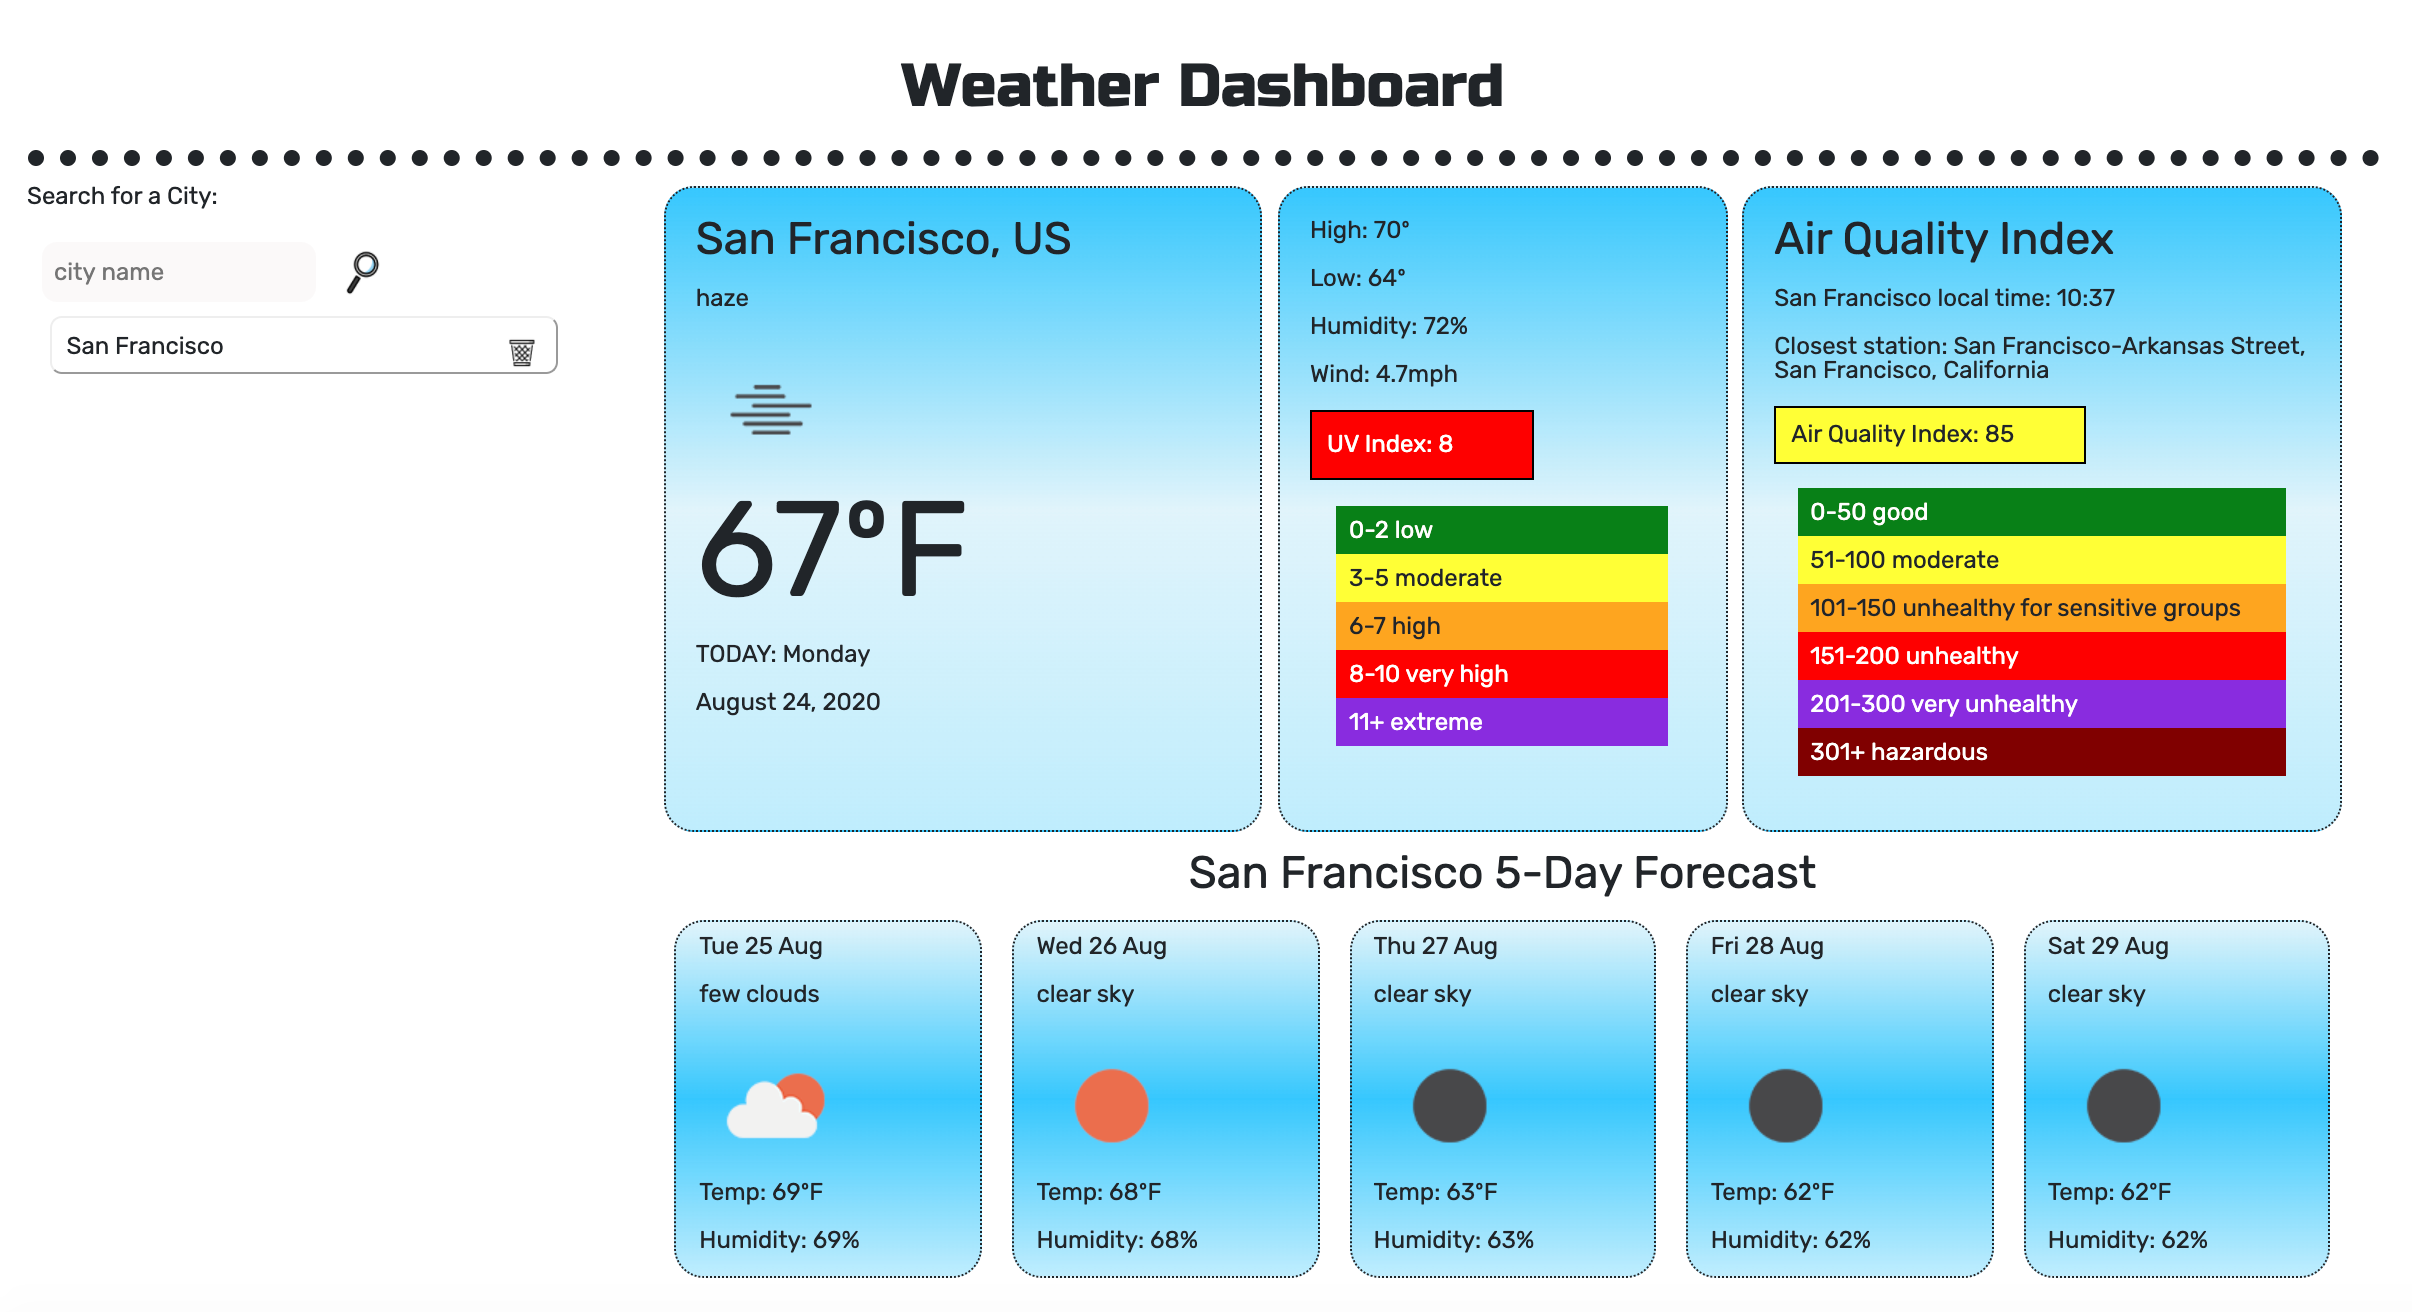 Weather Dashboard
Search for a City:
city name
San Francisco
San Francisco, US
haze
67°F
TODAY: Monday
August 24, 2020
High: 70°
Low: 64°
Humidity: 72%
Wind: 4.7mph
UV Index: 8
0-2 low
3-5 moderate
6-7 high
8-10 very high
11+ extreme
Air Quality Index
San Francisco local time: 10:37
Closest station: San Francisco-Arkansas Street,
San Francisco, California
Air Quality Index: 85
0-50 good
51-100 moderate
101-150 unhealthy for sensitive groups
151-200 unhealthy
201-300 very unhealthy
301+ hazardous
San Francisco 5-Day Forecast
Tue 25 Aug
few clouds
Temp: 69°F
Humidity: 69%
Wed 26 Aug
clear sky
Temp: 68°F
Humidity: 68%
Thu 27 Aug
clear sky
Temp: 63°F
Humidity: 63%
Fri 28 Aug
clear sky
Temp: 62°F
Humidity: 62%
Sat 29 Aug
clear sky
Temp: 62°F
Humidity: 62%